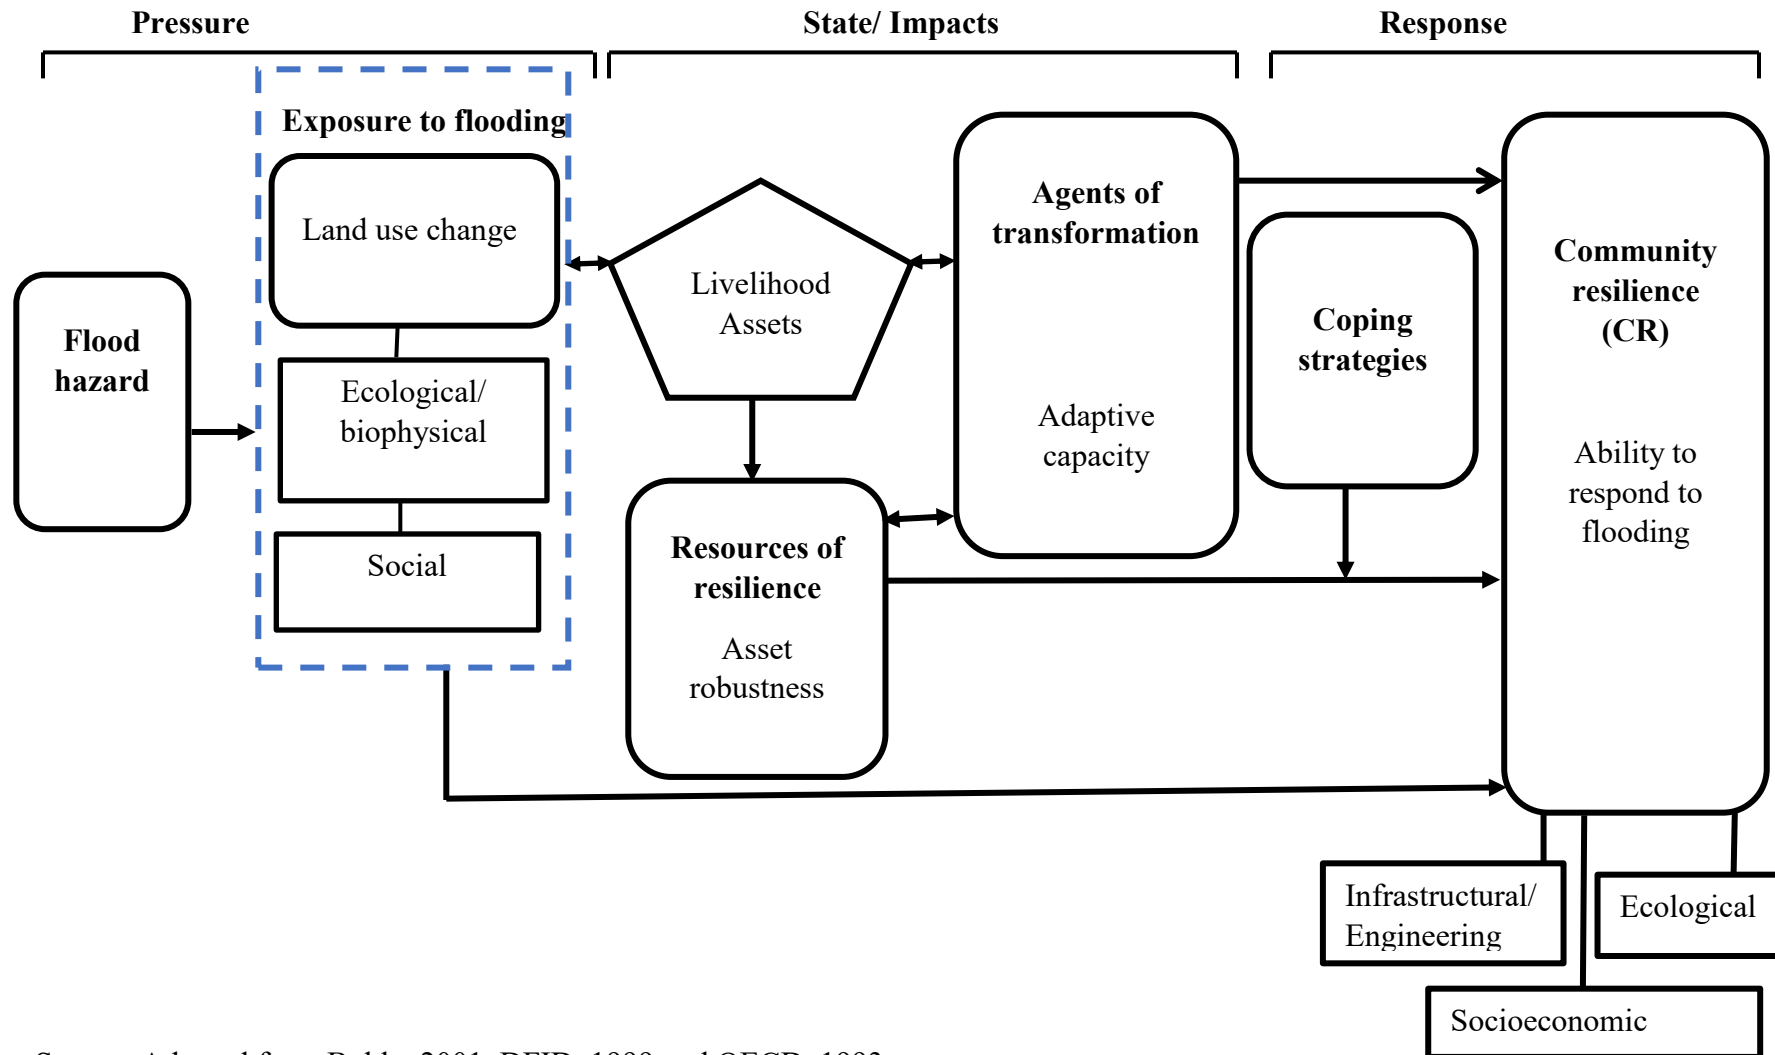 Pressure
State/ Impacts
Response
Exposure to flooding
Land use change
Ecological/
biophysical
Social
Flood
hazard
Livelihood
Assets
Resources of
resilience
Asset
robustness
Agents of
transformation
Adaptive
capacity
Coping
strategies
Community
resilience
(CR)
Ability to
respond to
flooding
Infrastructural/
Engineering
Ecological
Socioeconomic